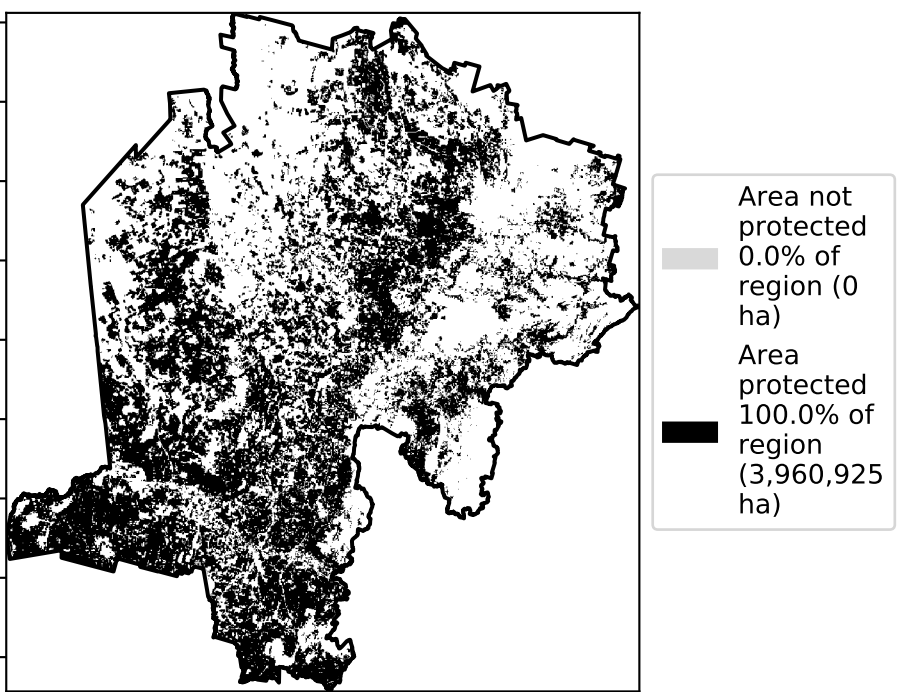 Area not
protected
0.0% of
region (0
ha)
Area
protected
100.0% of
region
(3,960,925
ha)